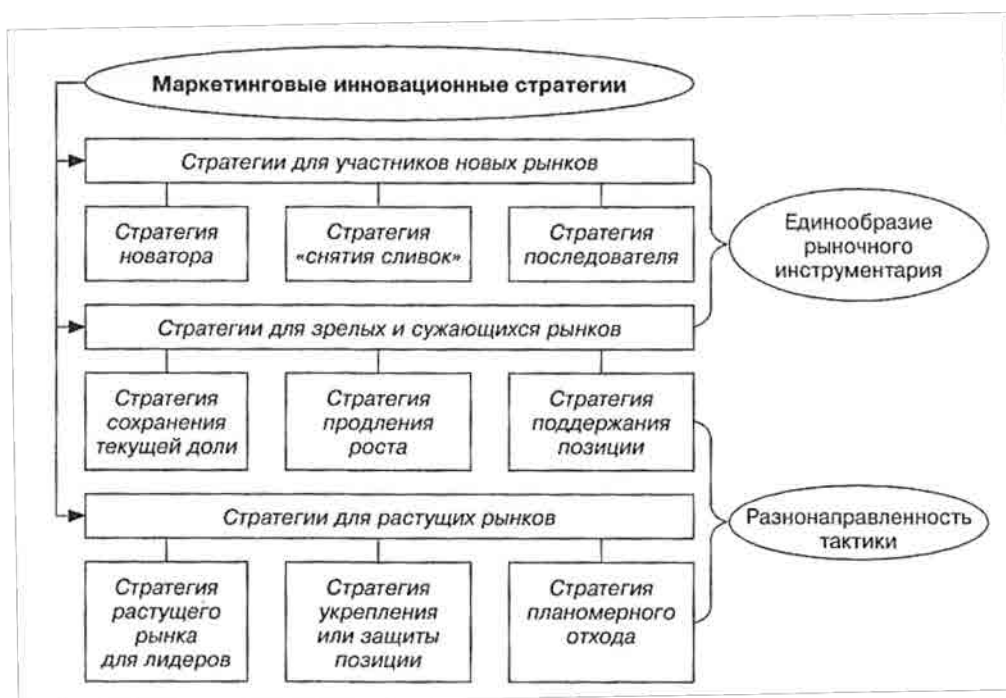 Маркетинговые инновационные стратегии
Стратегии для участников новых рынков
Стратегия
новатора
Стратегия
«снятия сливок»
Стратегия
последователя
Единообразие
рыночного
инструментария
Стратегии для зрелых и сужающихся рынков
Стратегия
сохранения
текущей доли
Стратегия
продления
роста
Стратегия
поддержания
позиции
Стратегии для растущих рынков
Разнонаправленность
тактики
Стратегия
растущего
рынка
для лидеров
Стратегия
укрепления
или защиты
позиции
Стратегия
планомерного
отхода